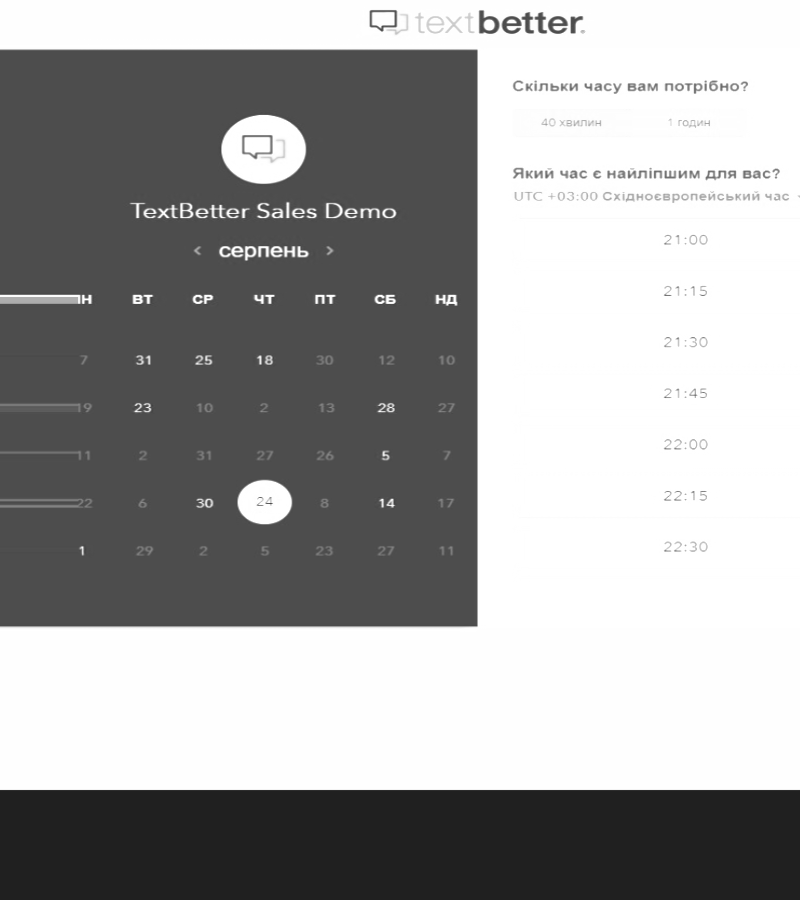 textbetter.
TextBetter Sales Demo
< серпень >
ВТ СР ЧТ ПТ СБ НД
7 31 25 18 30 12 10
19 23 10 2 13 28 27
11 2 31 27 26 5 7
22 6 30 24 8 14 17
1 29 2 5 23 27 11
Скільки часу вам потрібно?
40 хвилин 1 годин
Який час є найліпшим для вас?
UTC +03:00 Східноєвропейський час
21:00
21:15
21:30
21:45
22:00
22:15
22:30